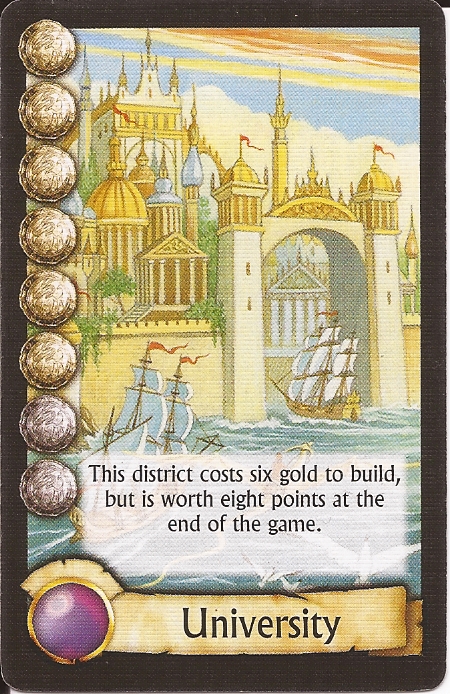 This district costs six gold to build,
but is worth eight points at the
end of the game.
University